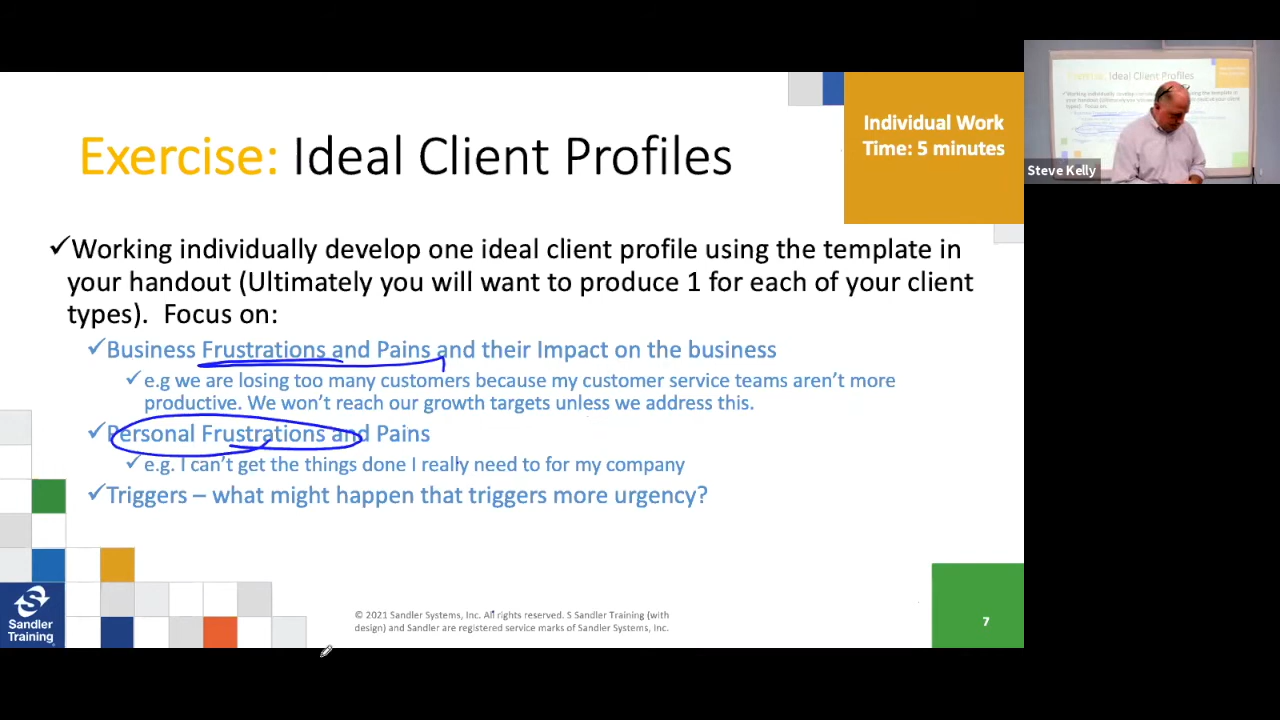 Exercise: Ideal Client Profiles
Individual Work
Time: 5 minutes
Working individually develop one ideal client profile using the template in
your handout (Ultimately you will want to produce 1 for each of your client
types). Focus on:
Business Frustrations and Pains and their Impact on the business
e.g we are losing too many customers because my customer service teams aren't more
productive. We won't reach our growth targets unless we address this.
Personal Frustrations and Pains
e.g. I can't get the things done I really need to for my company
Triggers – what might happen that triggers more urgency?
Sandler
Training
© 2021 Sandler Systems, Inc. All rights reserved. S Sandler Training (with
design) and Sandler are registered service marks of Sandler Systems, Inc.
7
Ideal Client Profiles
Steve Kelly